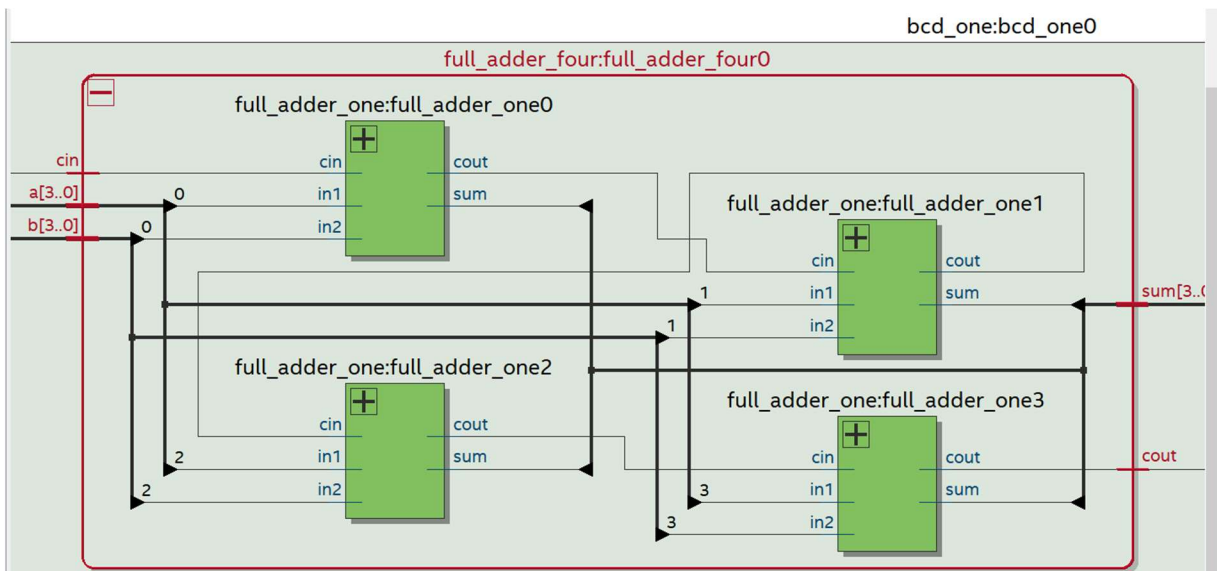 bcd_one:bcd_one0
full_adder_four:full_adder_four0
full_adder_one:full_adder_one0
cin
cin
cout
a[3..0]
0
in1
sum
b[3..0]
0
in2
full_adder_one:full_adder_one1
cin
cout
1
in1
sum
sum[3..0
1
in2
full_adder_one:full_adder_one2
cin
cout
2
in1
sum
2
in2
full_adder_one:full_adder_one3
cin
cout
cout
3
in1
sum
3
in2